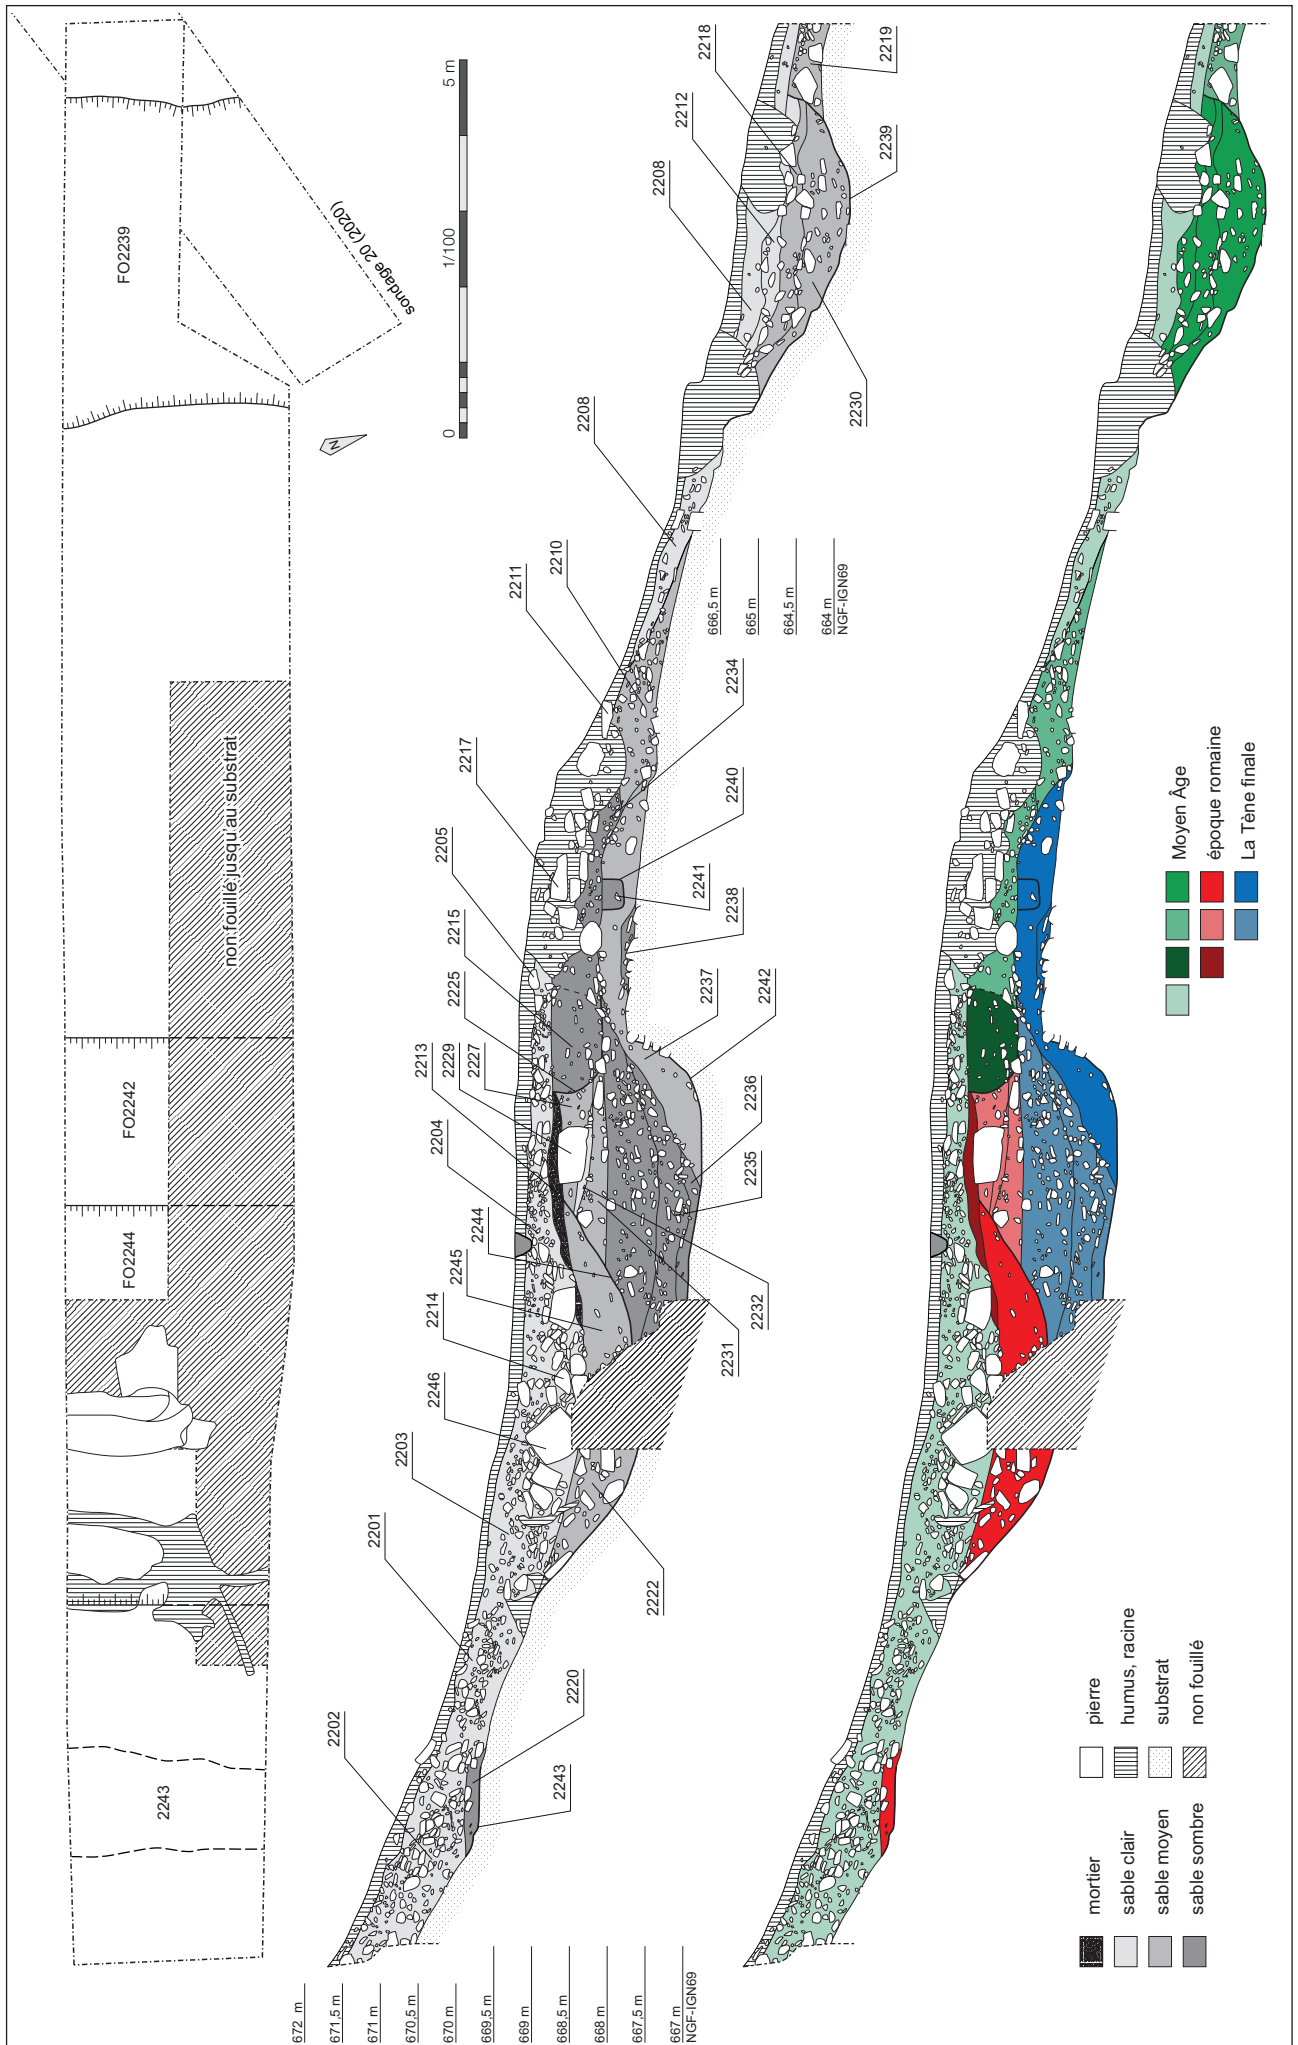 2243
FO2244
FO2242
non fouillé jusqu'au substrat
FO2239
sondage 20 (2020)
N
0
1/100
5 m
2202
2201
2203
2246
2214
2245
2244
2204
2213
2229
2227
2225
2215
2205
2217
2211
2210
2208
2208
2212
2218
2243
2220
2222
2231
2232
2235
2236
2242
2237
2238
2241
2240
2234
2230
2239
2219
672 m
671,5 m
671 m
670,5 m
670 m
669,5 m
669 m
668,5 m
668 m
667,5 m
667 m
NGF-IGN69
666,5 m
665 m
664,5 m
664 m
NGF-IGN69
mortier
sable clair
sable moyen
sable sombre
pierre
humus, racine
substrat
non fouillé
Moyen Âge
époque romaine
La Tène finale